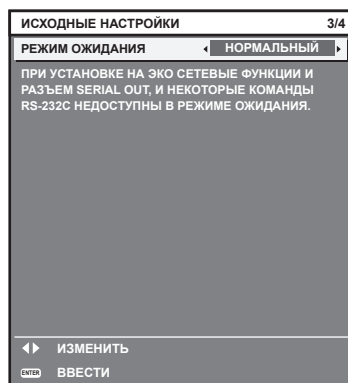 ИСХОДНЫЕ НАСТРОЙКИ 3/4
РЕЖИМ ОЖИДАНИЯ НОРМАЛЬНЫЙ
ПРИ УСТАНОВКЕ НА ЭКО СЕТЕВЫЕ ФУНКЦИИ И
РАЗЪЕМ SERIAL OUT, И НЕКОТОРЫЕ КОМАНДЫ
RS-232C НЕДОСТУПНЫ В РЕЖИМЕ ОЖИДАНИЯ.
ИЗМЕНИТЬ
ENTER ВВЕСТИ